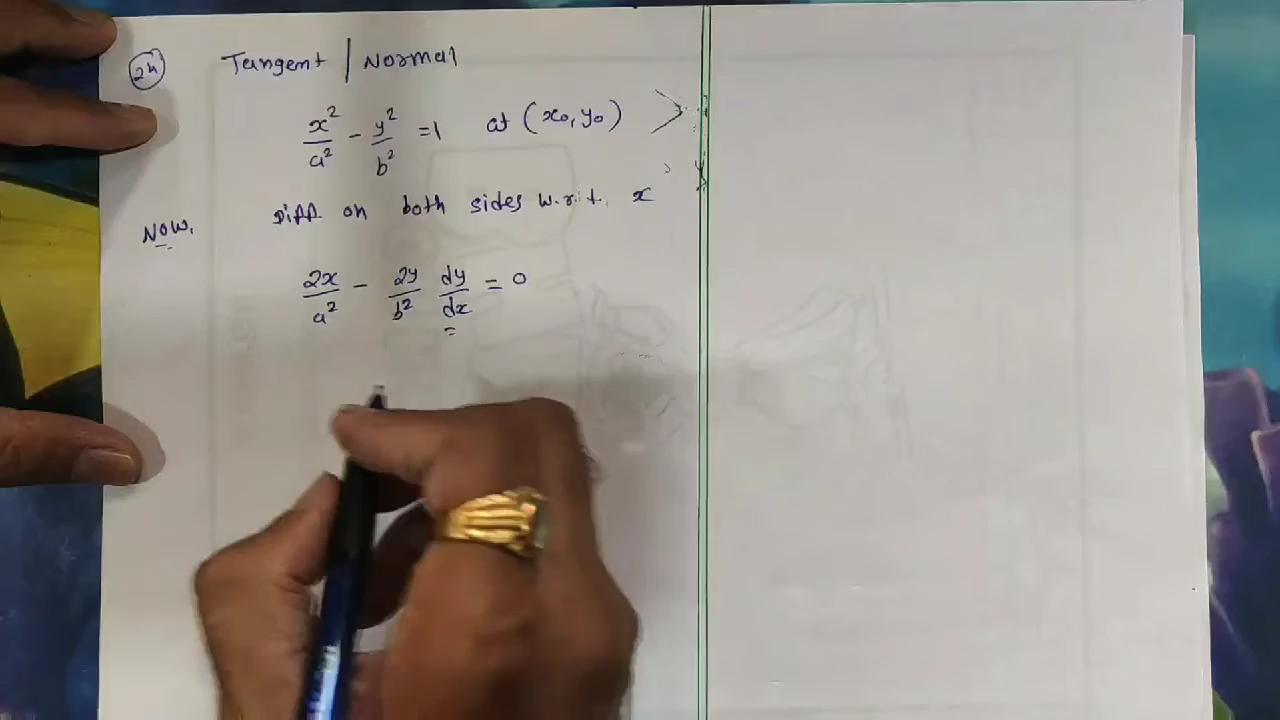 24 Tangent | Normal
x²/a² - y²/b² = 1 at (x₀, y₀)
Now, Diff on both sides w.r.t. x
2x/a² - 2y/b² dy/dx = 0